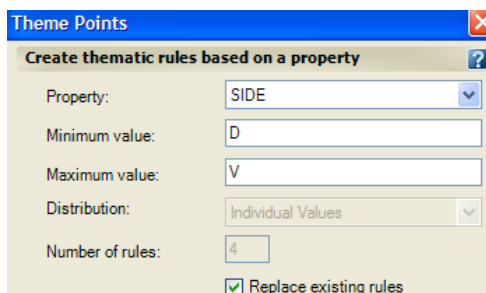 Theme Points
Create thematic rules based on a property
Property: SIDE
Minimum value: D
Maximum value: V
Distribution: Individual Values
Number of rules: 4
Replace existing rules